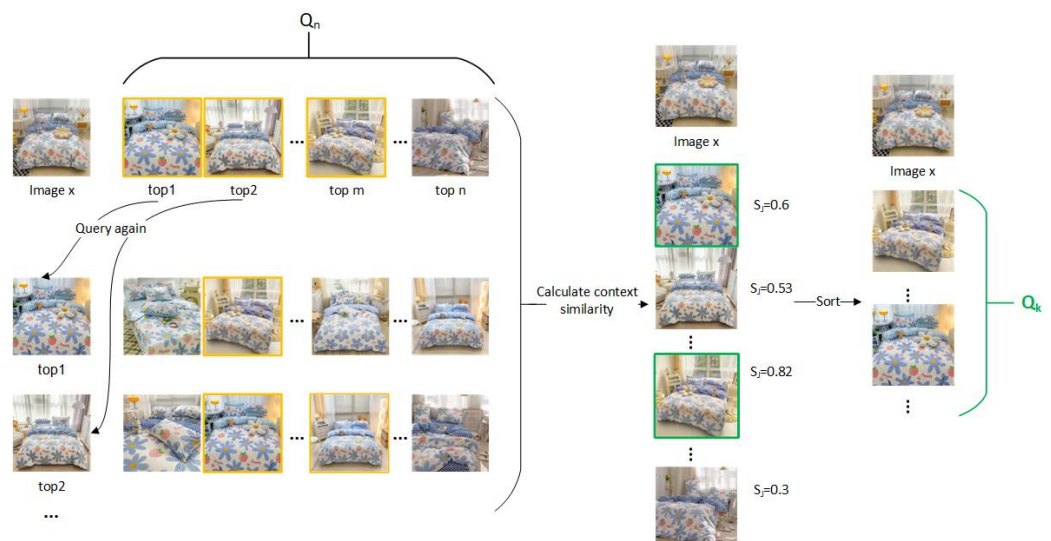 Qn
Image x
top1
top2
...
top m
...
top n
Query again
top1
...
...
top2
...
...
...
Calculate context
similarity
Image x
Sj=0.6
Sj=0.53
...
Sj=0.82
...
Sj=0.3
Sort
Image x
...
...
Qk